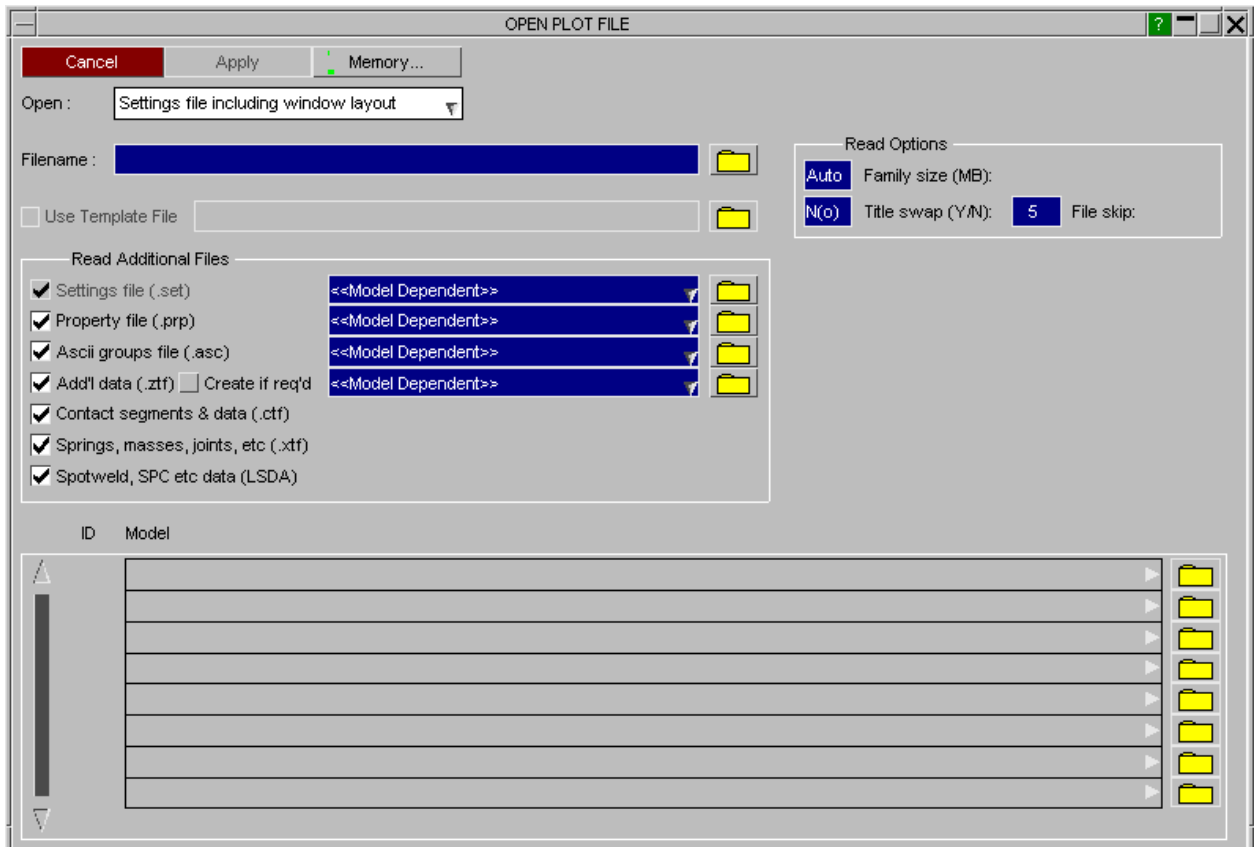 OPEN PLOT FILE
?
Cancel Apply Memory...
Open : Settings file including window layout
Filename :
Read Options
Auto Family size (MB):
N(o) Title swap (Y/N): 5 File skip:
Use Template File
Read Additional Files
Settings file (.set) <<Model Dependent>>
Property file (.prp) <<Model Dependent>>
Ascii groups file (.asc) <<Model Dependent>>
Add'l data (.ztf) Create if req'd <<Model Dependent>>
Contact segments & data (.ctf)
Springs, masses, joints, etc (.xtf)
Spotweld, SPC etc data (LSDA)
ID Model